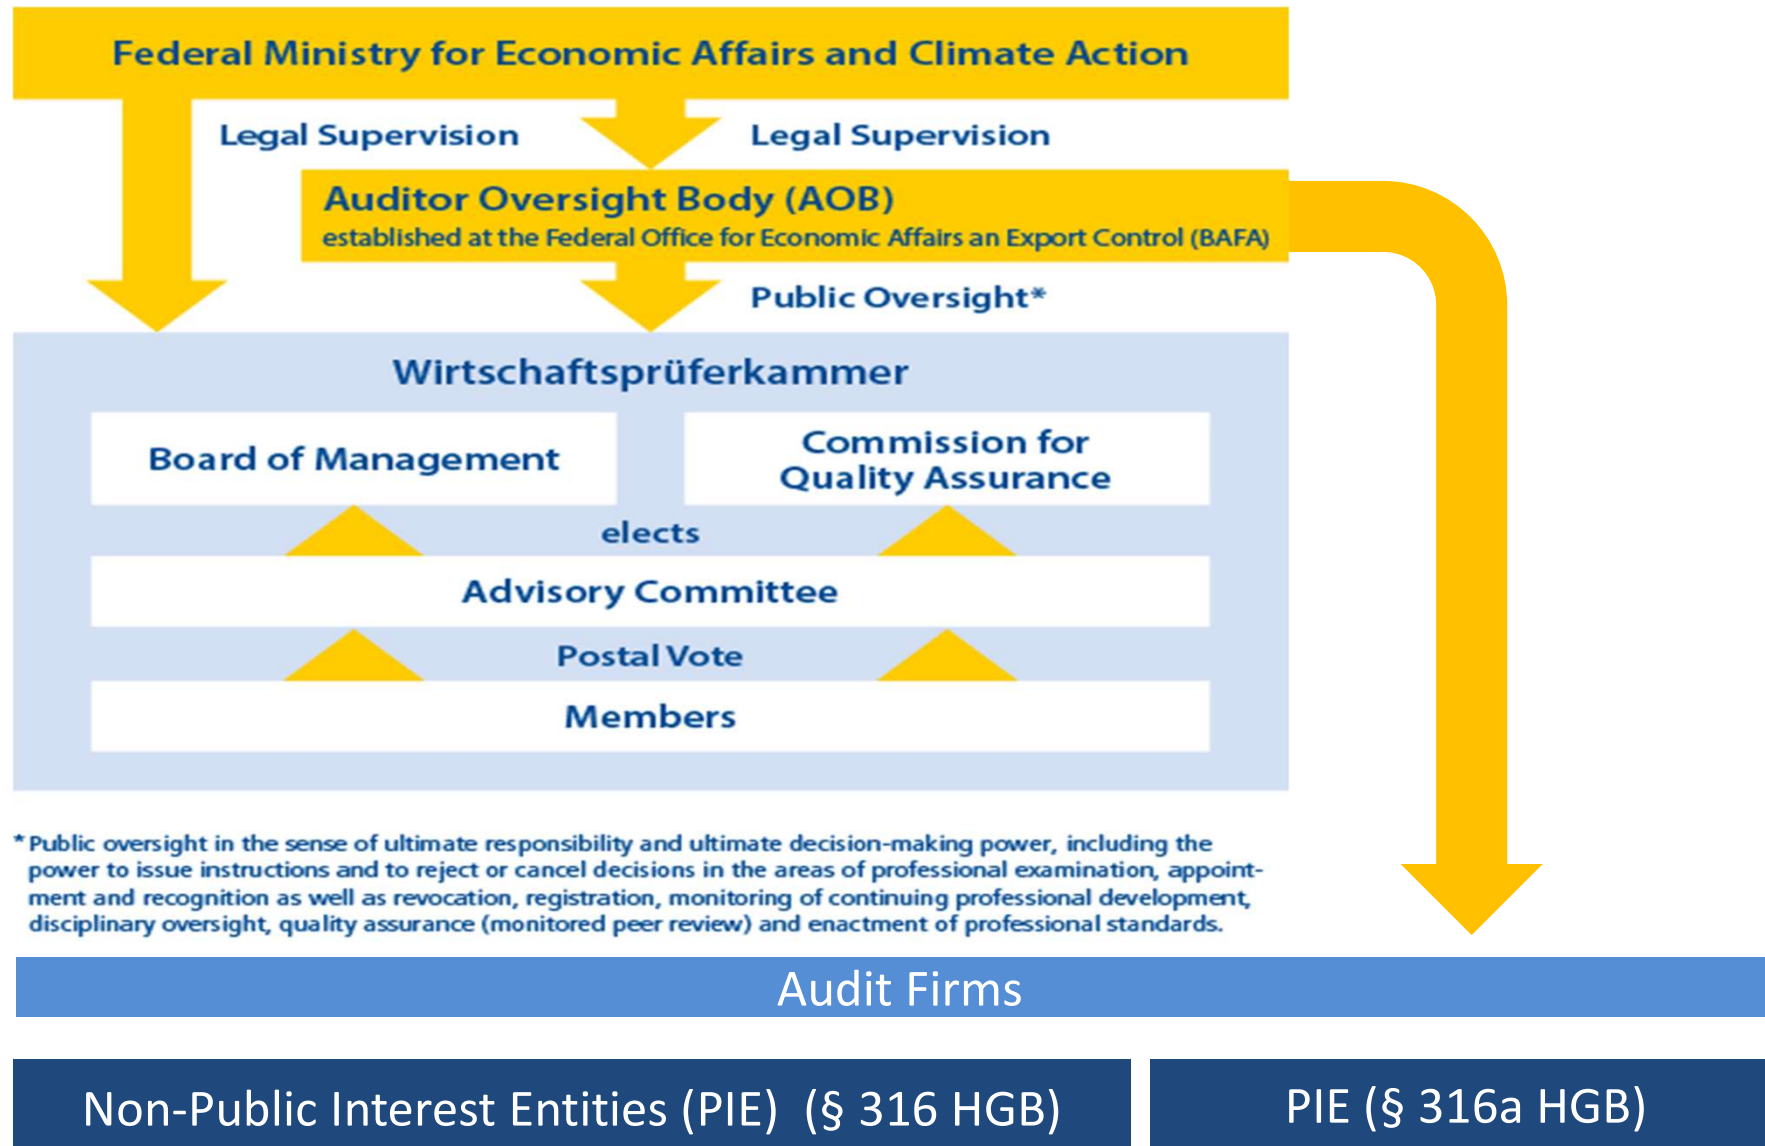 Federal Ministry for Economic Affairs and Climate Action
Legal Supervision
Legal Supervision
Auditor Oversight Body (AOB)
established at the Federal Office for Economic Affairs an Export Control (BAFA)
Public Oversight*
Wirtschaftsprüferkammer
Board of Management
Commission for
Quality Assurance
elects
Advisory Committee
Postal Vote
Members
* Public oversight in the sense of ultimate responsibility and ultimate decision-making power, including the
power to issue instructions and to reject or cancel decisions in the areas of professional examination, appoint-
ment and recognition as well as revocation, registration, monitoring of continuing professional development,
disciplinary oversight, quality assurance (monitored peer review) and enactment of professional standards.
Audit Firms
Non-Public Interest Entities (PIE) (§ 316 HGB)
PIE (§ 316a HGB)